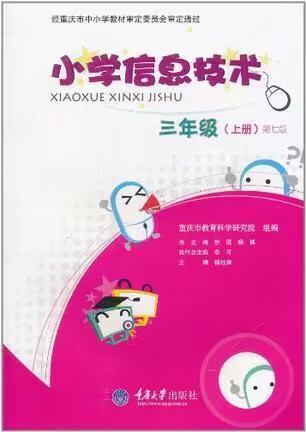 经重庆市中小学教材审定委员会审定通过
小学信息技术
XIAOXUE XINXI JISHU
三年级(上册)第七版
重庆市教育科学研究院 组编
重庆大学出版社